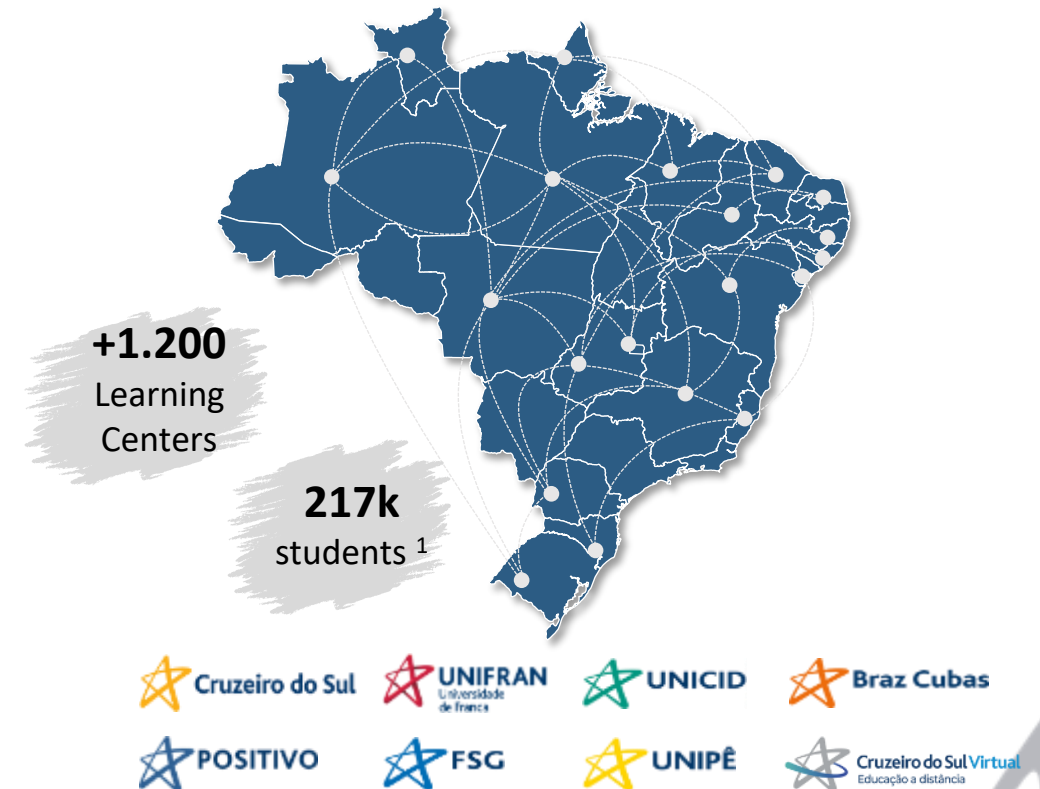 +1.200
Learning
Centers
217k
students ¹
Cruzeiro do Sul
UNIFRAN
Universidade
de Franca
UNICID
Braz Cubas
POSITIVO
FSG
UNIPÊ
Cruzeiro do Sul Virtual
Educação a distância